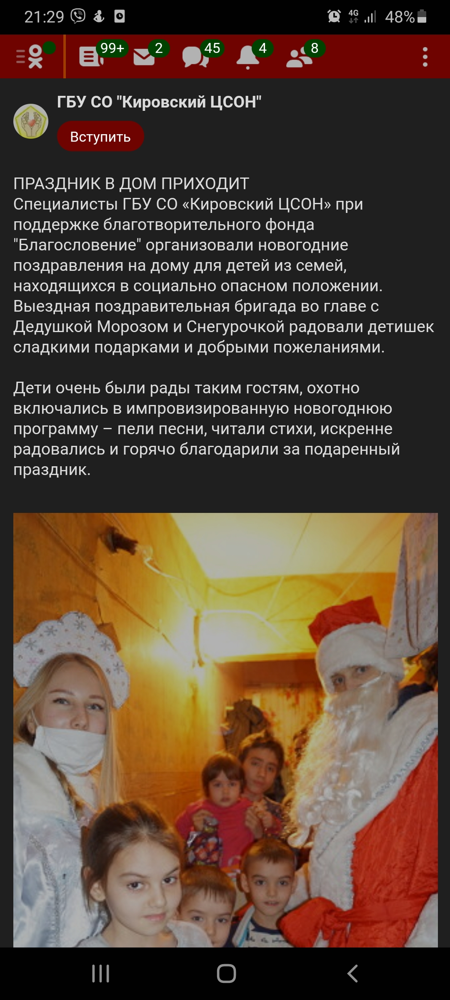 21:29
4G
48%
99+
2
45
4
8
ГБУ СО "Кировский ЦСОН"
Вступить
ПРАЗДНИК В ДОМ ПРИХОДИТ
Специалисты ГБУ СО «Кировский ЦСОН» при
поддержке благотворительного фонда
"Благословение" организовали новогодние
поздравления на дому для детей из семей,
находящихся в социально опасном положении.
Выездная поздравительная бригада во главе с
Дедушкой Морозом и Снегурочкой радовали детишек
сладкими подарками и добрыми пожеланиями.
Дети очень были рады таким гостям, охотно
включались в импровизированную новогоднюю
программу – пели песни, читали стихи, искренне
радовались и горячо благодарили за подаренный
праздник.